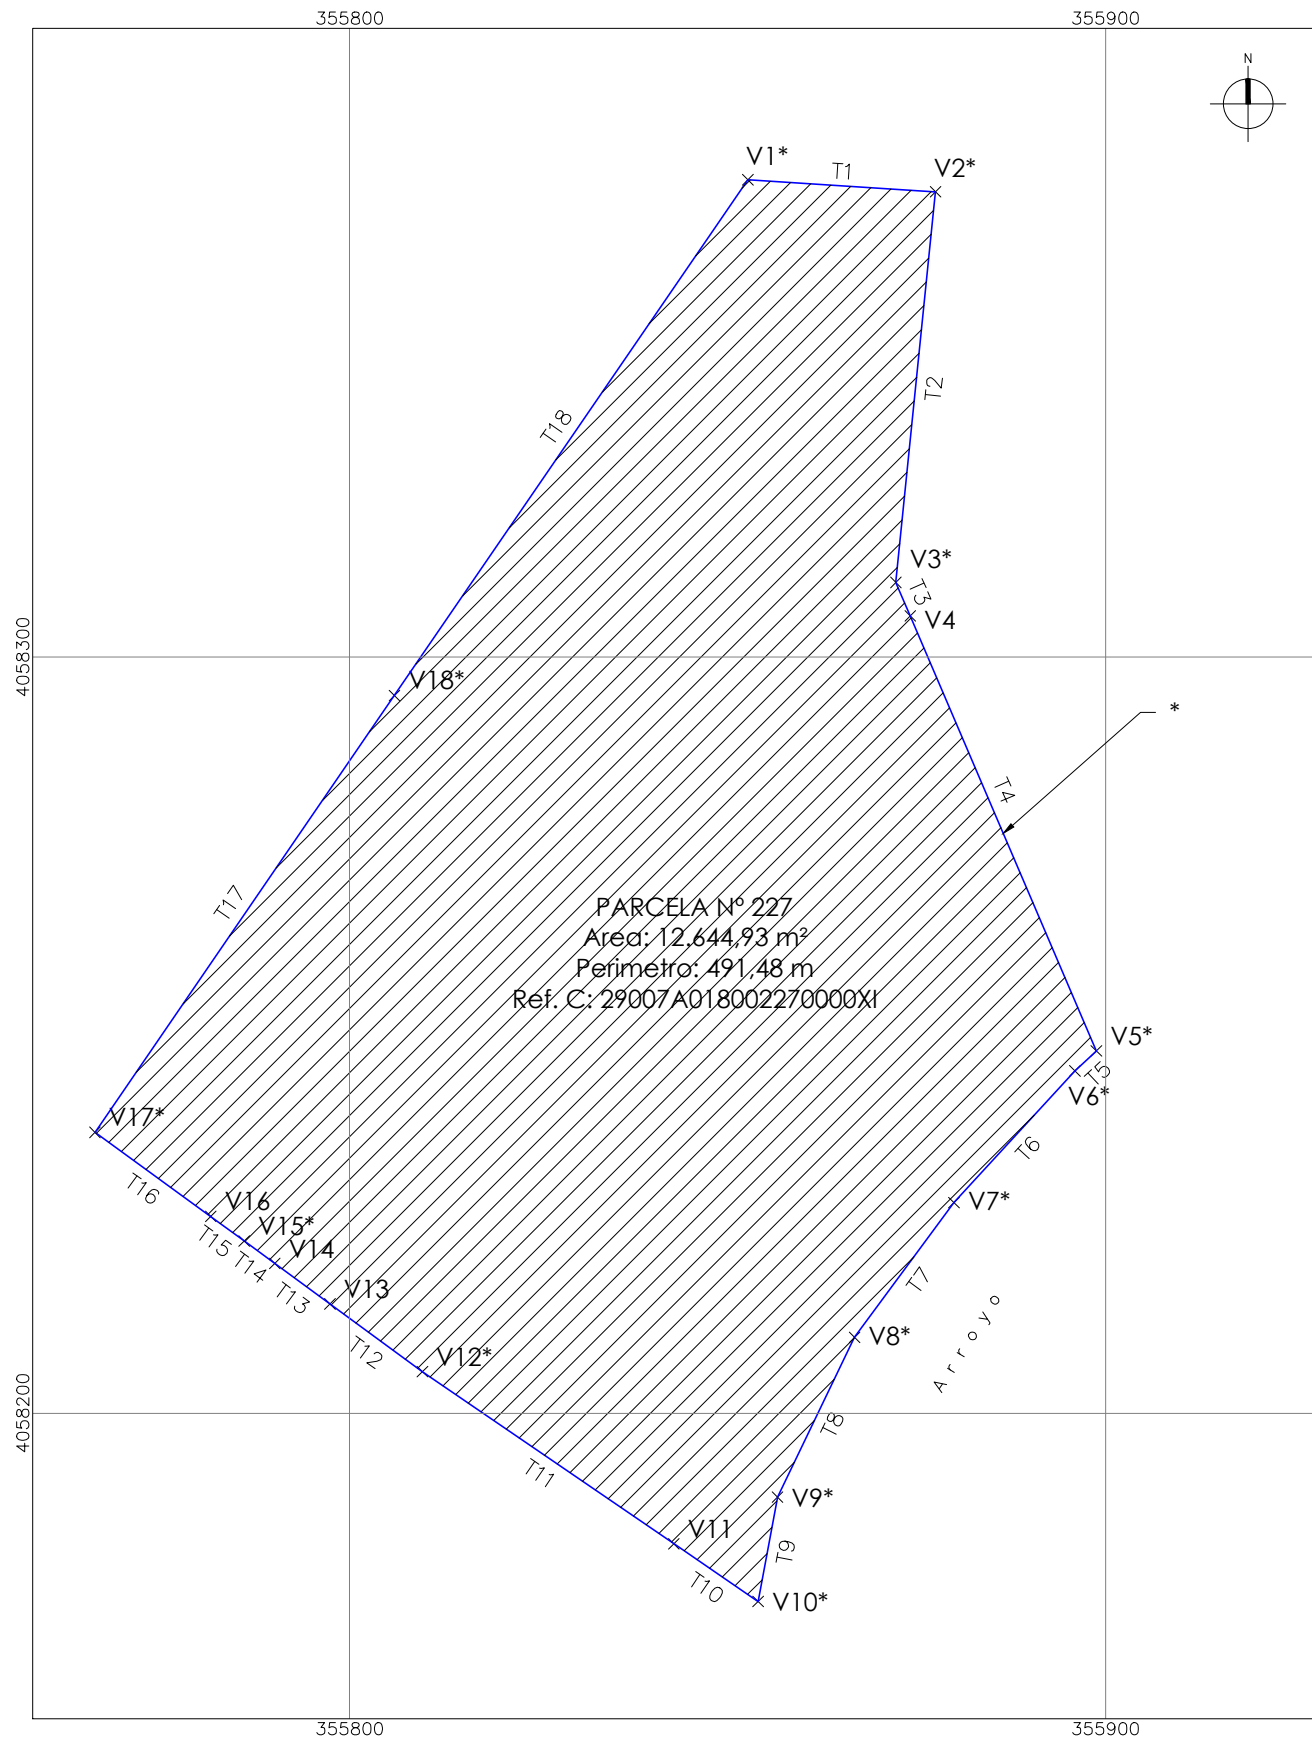 355800
355900
N
V1*
T1
V2*
T2
T18
V3*
T3
V4
4058300
V18*
*
T4
T17
PARCELA Nº 227
Area: 12.644,93 m²
Perimetro: 491,48 m
Ref. C: 29007A018002270000XI
V5*
T5
V6*
V17*
T6
T16
V16
V7*
V15*
T15
V14
T14
T7
V13
T13
Arroyo
V8*
T12
V12*
4058200
T8
T11
V9*
V11
T9
T10
V10*
355800
355900